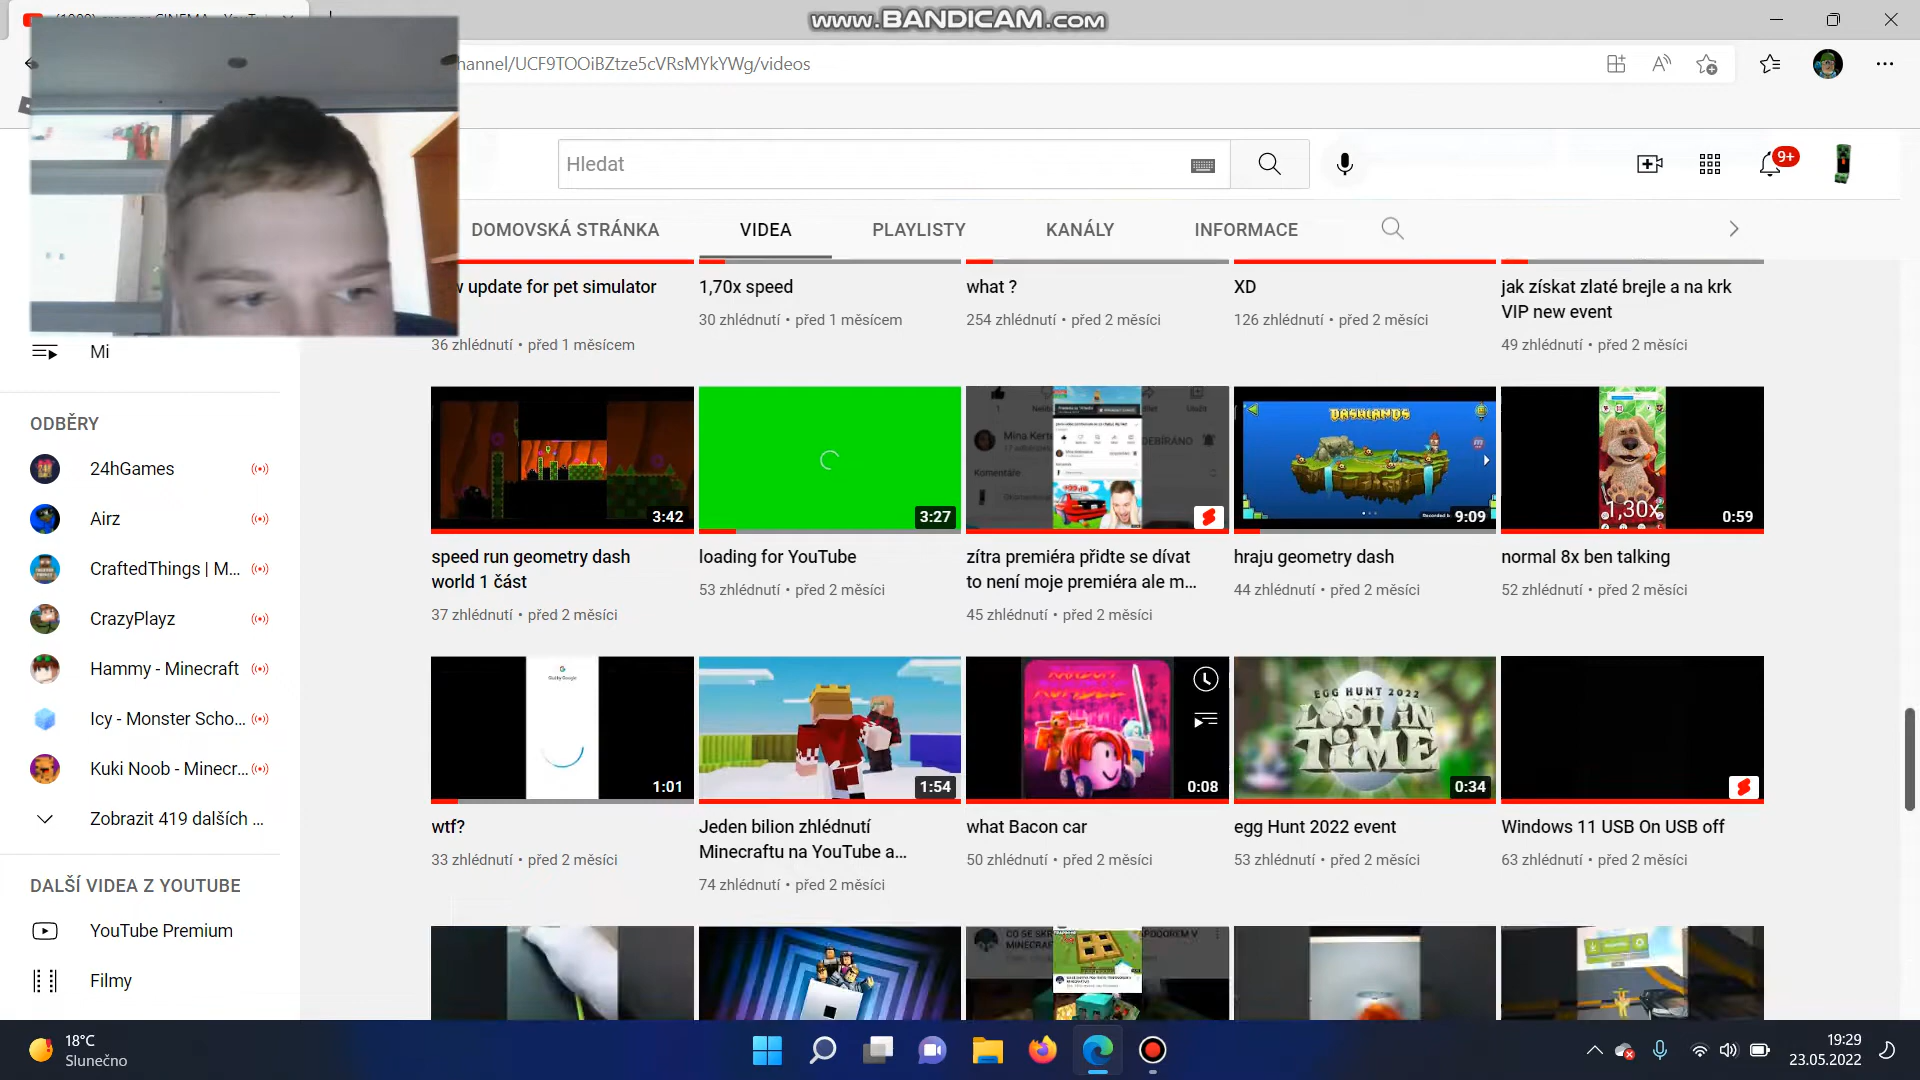 www.BANDICAM.com
hannel/UCF9TOOiBZtze5cVRsMYkYWg/videos
Hledat
9+
DOMOVSKÁ STRÁNKA
VIDEA
PLAYLISTY
KANÁLY
INFORMACE
update for pet simulator
36 zhlédnutí • před 1 měsícem
1,70x speed
30 zhlédnutí • před 1 měsícem
what ?
254 zhlédnutí • před 2 měsíci
XD
126 zhlédnutí • před 2 měsíci
jak získat zlaté brejle a na krk
VIP new event
49 zhlédnutí • před 2 měsíci
Mi
ODBĚRY
24hGames
Airz
CraftedThings | M...
CrazyPlayz
Hammy - Minecraft
Icy - Monster Scho...
Kuki Noob - Minecr...
Zobrazit 419 dalších ...
DALŠÍ VIDEA Z YOUTUBE
YouTube Premium
Filmy
3:42
speed run geometry dash
world 1 část
37 zhlédnutí • před 2 měsíci
3:27
loading for YouTube
53 zhlédnutí • před 2 měsíci
Komentáře
zítra premiéra přidte se dívat
to není moje premiéra ale m...
45 zhlédnutí • před 2 měsíci
DASHLANDS
9:09
hraju geometry dash
44 zhlédnutí • před 2 měsíci
1,30x
0:59
normal 8x ben talking
52 zhlédnutí • před 2 měsíci
1:01
wtf?
33 zhlédnutí • před 2 měsíci
1:54
Jeden bilion zhlédnutí
Minecraftu na YouTube a...
74 zhlédnutí • před 2 měsíci
0:08
what Bacon car
50 zhlédnutí • před 2 měsíci
EGG HUNT 2022
LOST IN
TIME
0:34
egg Hunt 2022 event
53 zhlédnutí • před 2 měsíci
Windows 11 USB On USB off
63 zhlédnutí • před 2 měsíci
18°C
Slunečno
19:29
23.05.2022